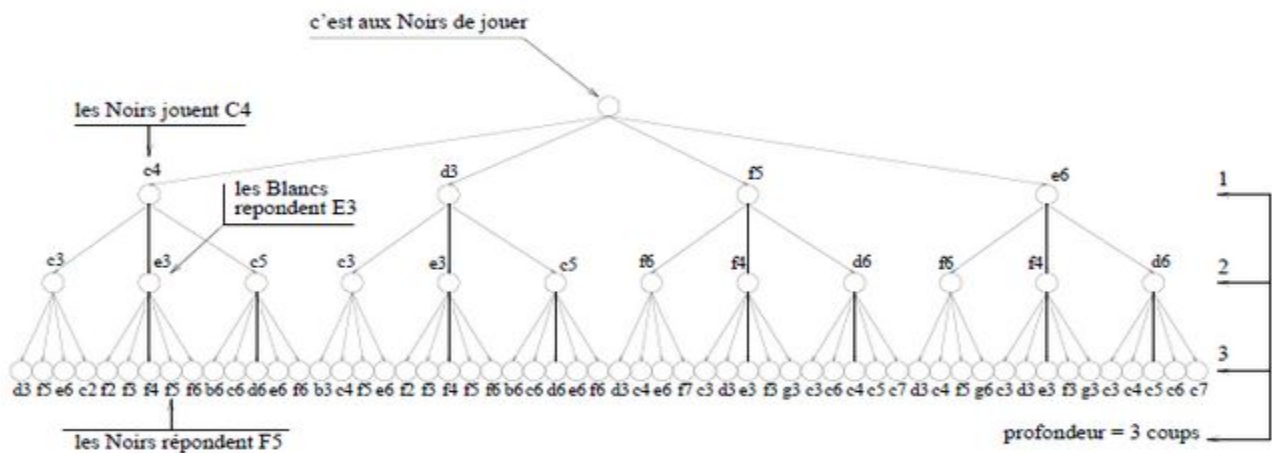 c'est aux Noirs de jouer
les Noirs jouent C4
c4 d3 f5 e6 1
les Blancs
repondent E3
c3 e3 c5 c3 e3 c5 f6 f4 d6 f6 f4 d6 2
3
d3 f5 e6 c2 f2 f3 f4 f5 f6 b6 c6 d6 e6 f6 b3 c4 f5 e6 f2 f3 f4 f5 f6 b6 c6 d6 e6 f6 d3 c4 e6 f7 c3 d3 e3 f3 g3 c3 c6 c4 c5 c7 d3 c4 f5 g6 c3 d3 e3 f3 g3 c3 c4 c5 c6 c7
les Noirs répondent F5
profondeur = 3 coups